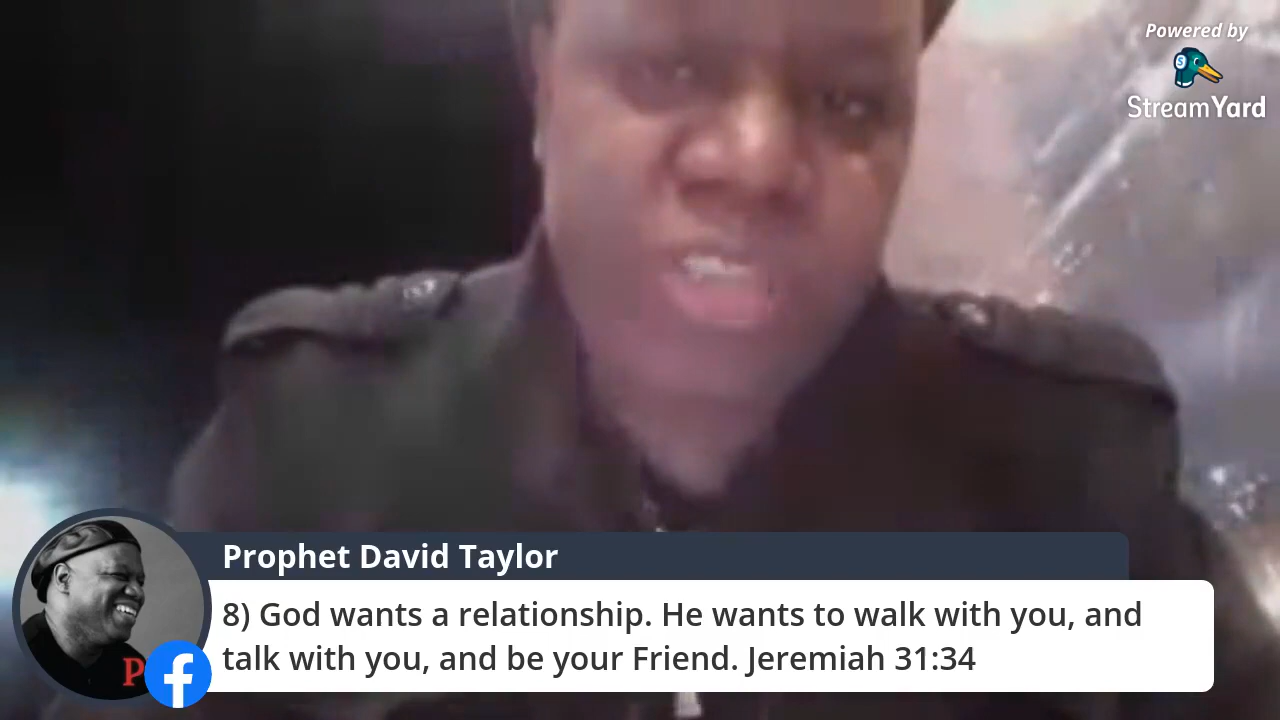 Powered by
StreamYard
Prophet David Taylor
8) God wants a relationship. He wants to walk with you, and
talk with you, and be your Friend. Jeremiah 31:34
P
f